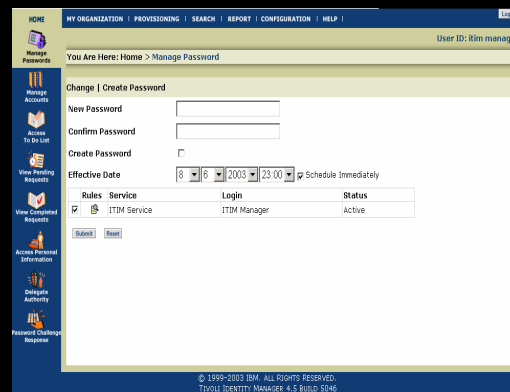 HOME
MY ORGANIZATION | PROVISIONING | SEARCH | REPORT | CONFIGURATION | HELP |
User ID: itim manag
Manage Passwords
You Are Here: Home > Manage Password
Manage Accounts
Access To Do List
View Pending Requests
View Completed Requests
Access Personal Information
Delegate Authority
Password Challenge Response
Change | Create Password
New Password
Confirm Password
Create Password
Effective Date 8 6 2003 23:00 Schedule Immediately
Rules Service Login Status
ITIM Service ITIM Manager Active
Submit Reset
© 1999-2003 IBM. ALL RIGHTS RESERVED.
TIVOLI IDENTITY MANAGER 4.5 BUILD 5046